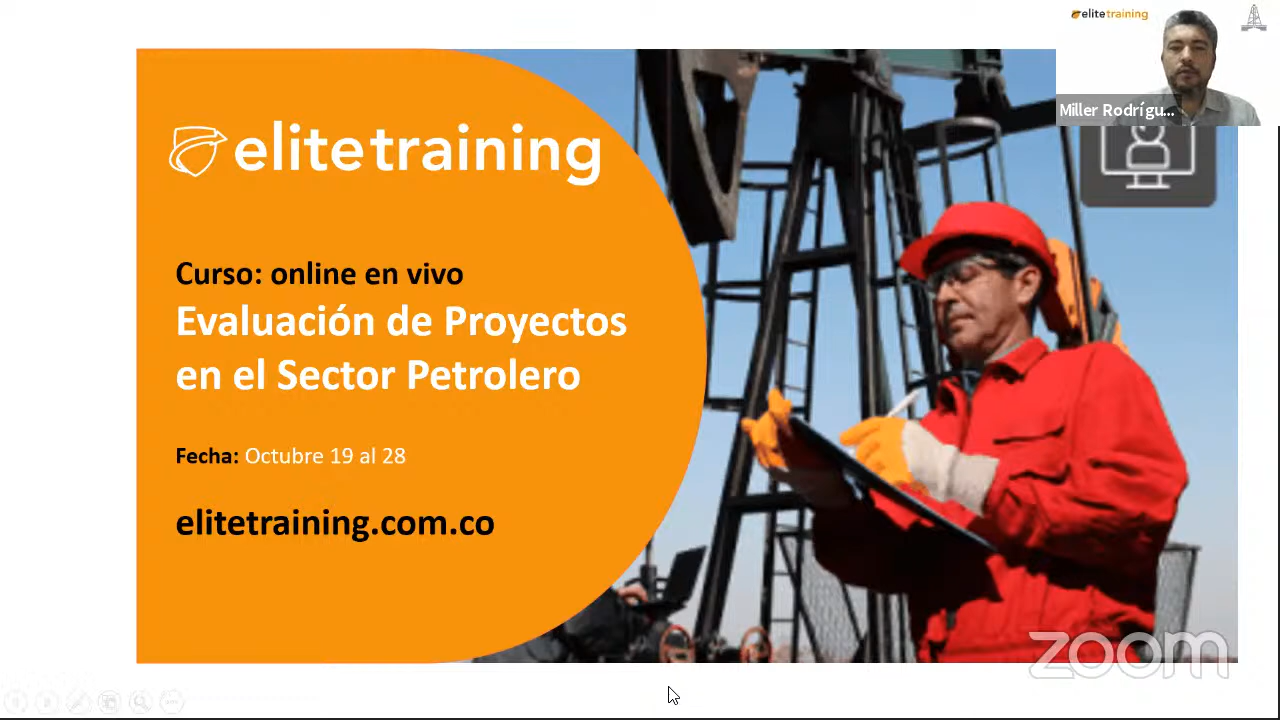 elitetraining
Miller Rodrígu...
elitetraining
Curso: online en vivo
Evaluación de Proyectos
en el Sector Petrolero
Fecha: Octubre 19 al 28
elitetraining.com.co
zoom